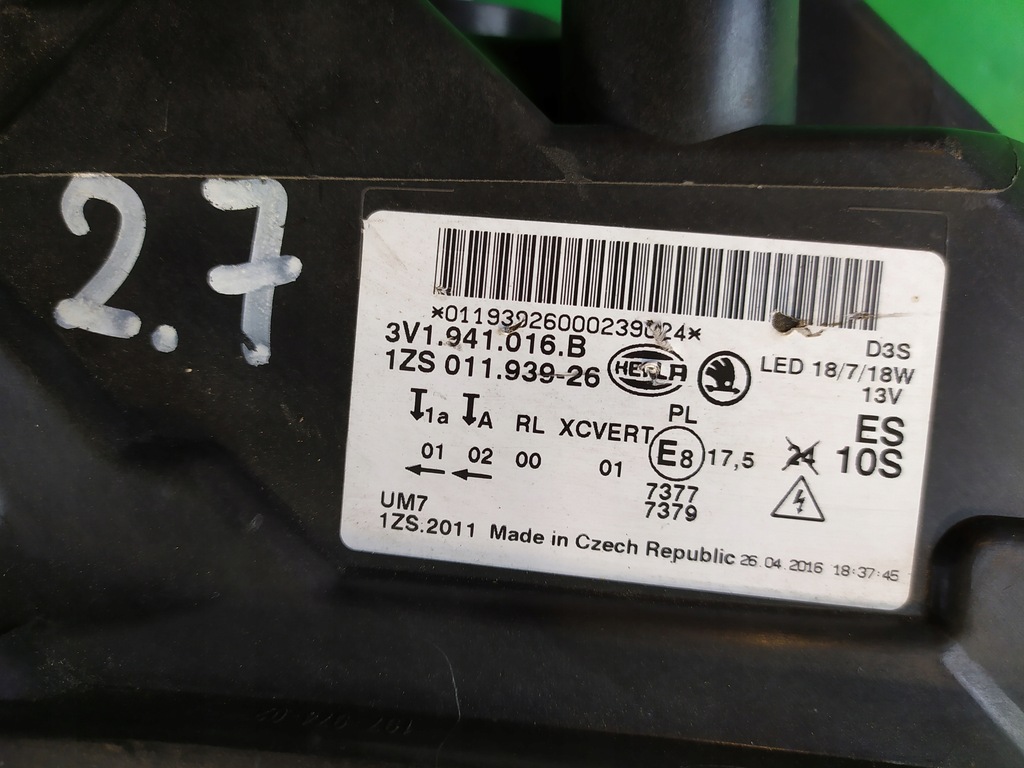 2.7
3V1.941.016.B
1ZS 011.939-26
HELLA
D3S
LED 18/7/18W
13V
1a A RL XCVERT PL
01 02 00 01 E8 17,5 24
ES
10S
7377
7379
UM7
1ZS.2011 Made in Czech Republic 26.04.2016 18:37:45